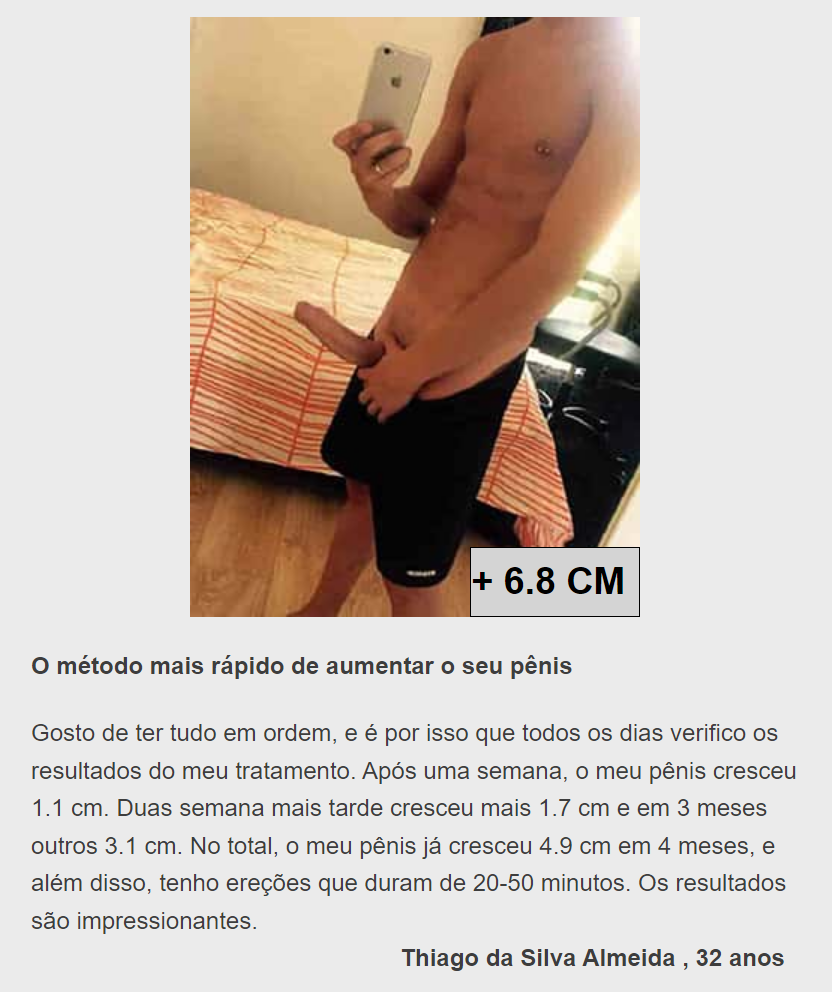 + 6.8 CM
O método mais rápido de aumentar o seu pênis
Gosto de ter tudo em ordem, e é por isso que todos os dias verifico os
resultados do meu tratamento. Após uma semana, o meu pênis cresceu
1.1 cm. Duas semana mais tarde cresceu mais 1.7 cm e em 3 meses
outros 3.1 cm. No total, o meu pênis já cresceu 4.9 cm em 4 meses, e
além disso, tenho ereções que duram de 20-50 minutos. Os resultados
são impressionantes.
Thiago da Silva Almeida , 32 anos